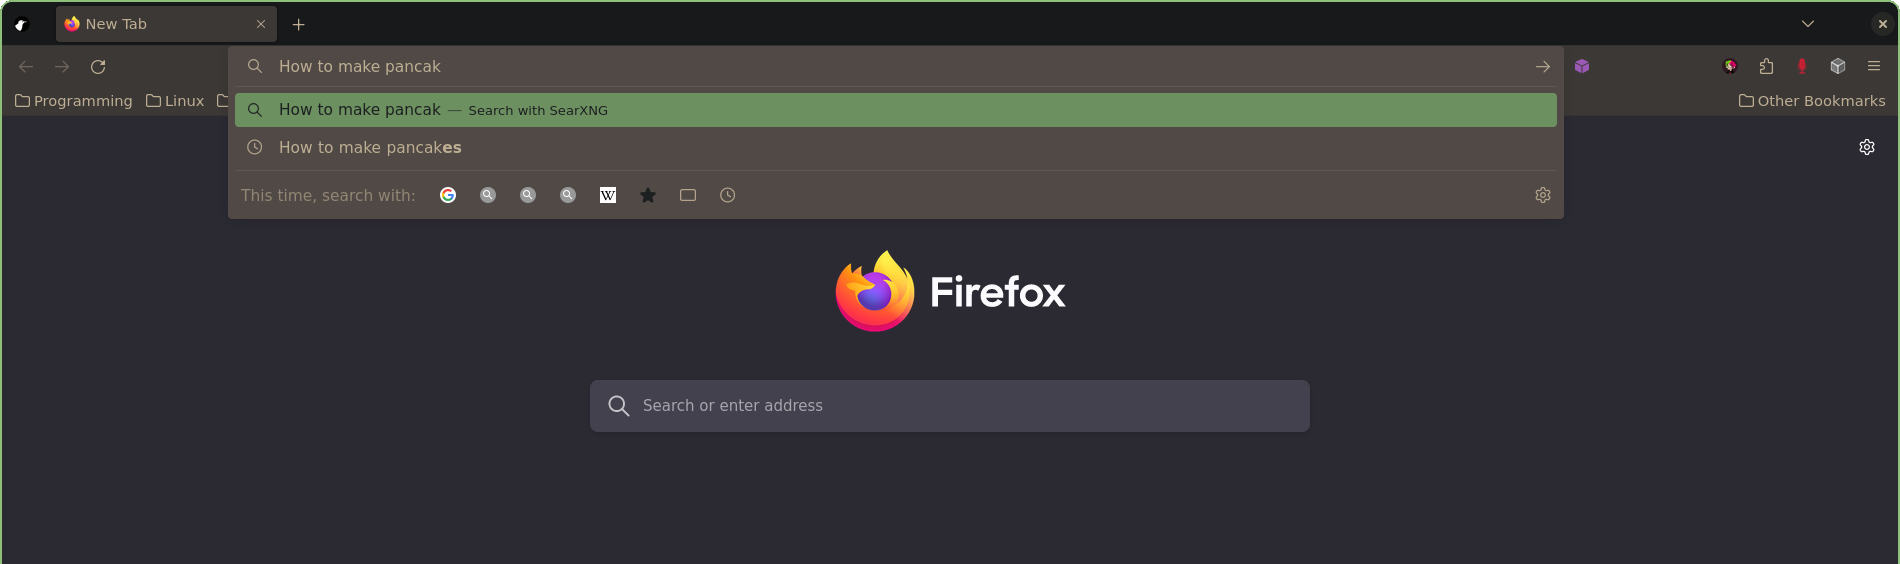 New Tab
How to make pancak
Programming Linux Other Bookmarks
How to make pancak — Search with SearXNG
How to make pancakes
This time, search with: W
Firefox
Search or enter address